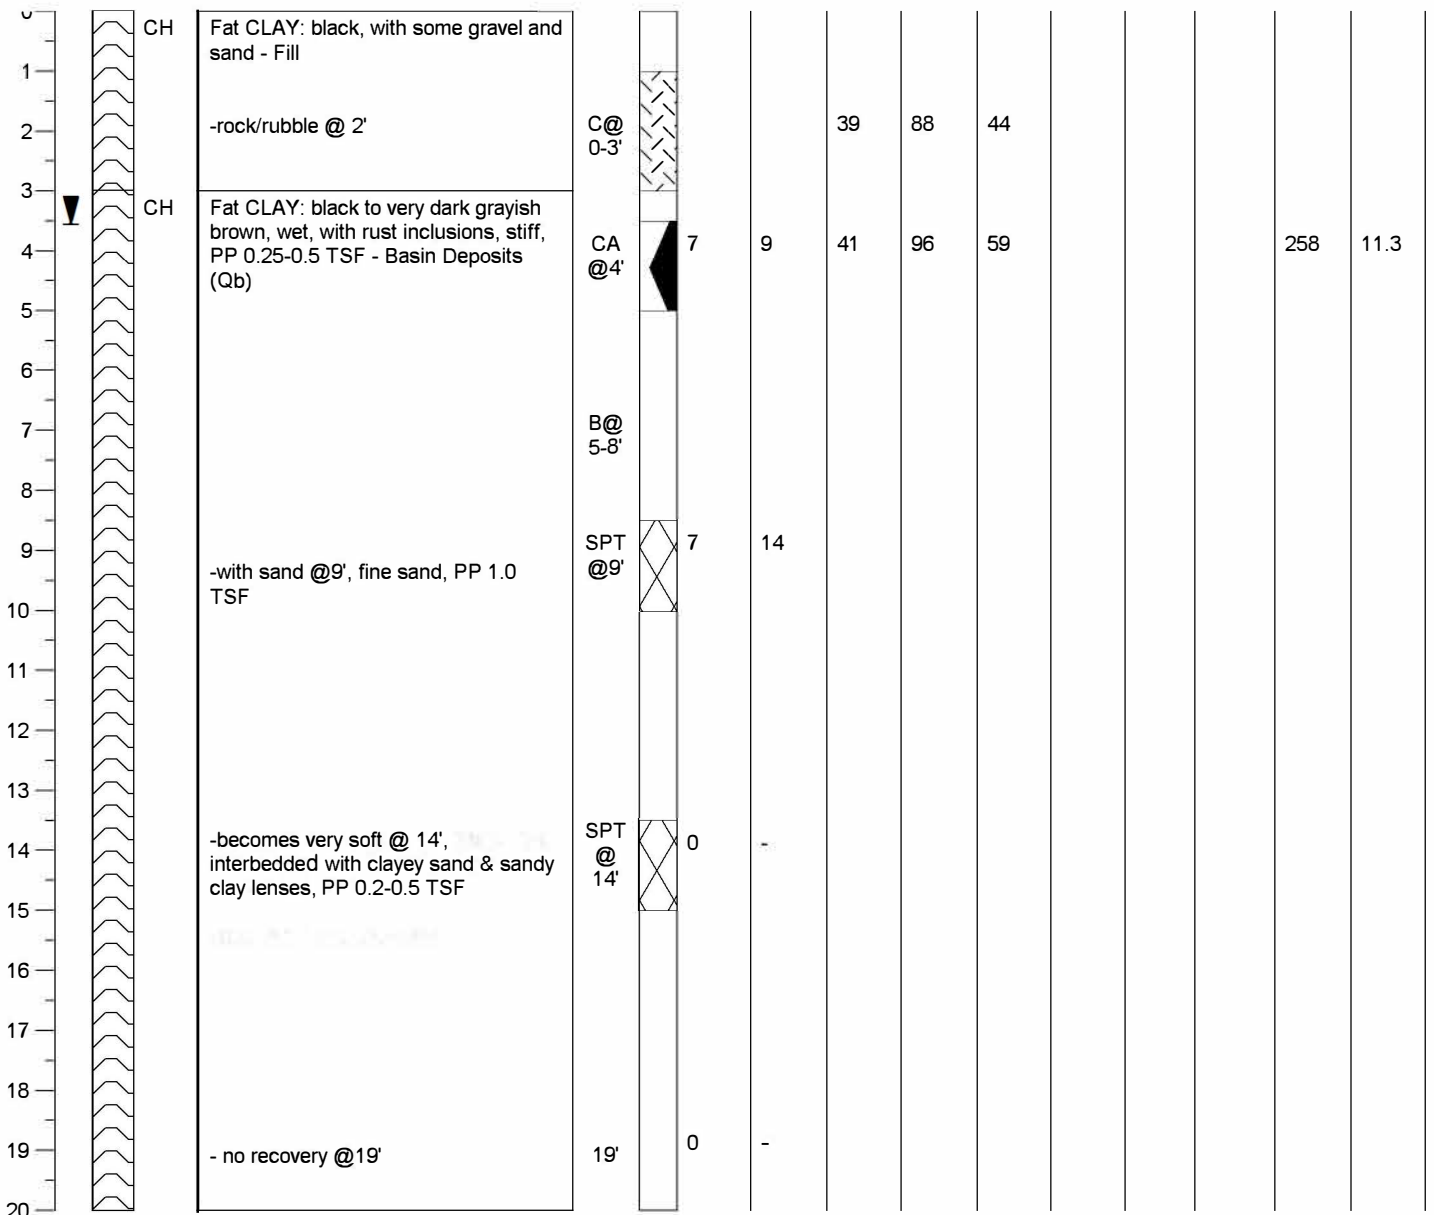 0
CH
Fat CLAY: black, with some gravel and
sand - Fill
1
2
-rock/rubble @ 2'
C@
0-3'
39
88
44
3
CH
Fat CLAY: black to very dark grayish
brown, wet, with rust inclusions, stiff,
PP 0.25-0.5 TSF - Basin Deposits
(Qb)
4
CA
@4'
7
9
41
96
59
258
11.3
5
6
7
B@
5-8'
8
9
SPT
@9'
7
14
-with sand @9', fine sand, PP 1.0
TSF
10
11
12
13
14
-becomes very soft @ 14',
interbedded with clayey sand & sandy
clay lenses, PP 0.2-0.5 TSF
SPT
@
14'
0
-
15
16
17
18
19
- no recovery @19'
19'
0
-
20